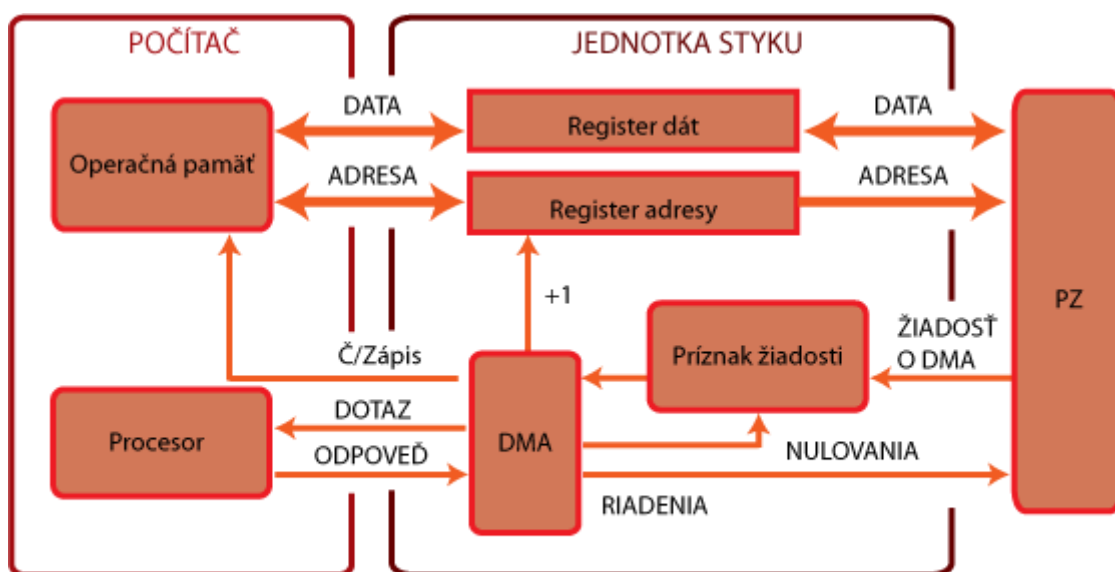 POČÍTAČ
JEDNOTKA STYKU
DATA
DATA
Operačná pamäť
Register dát
ADRESA
ADRESA
Register adresy
+1
PZ
ŽIADOSŤ
O DMA
Príznak žiadosti
Č/Zápis
DOTAZ
Procesor
DMA
ODPOVEĎ
NULOVANIA
RIADENIA